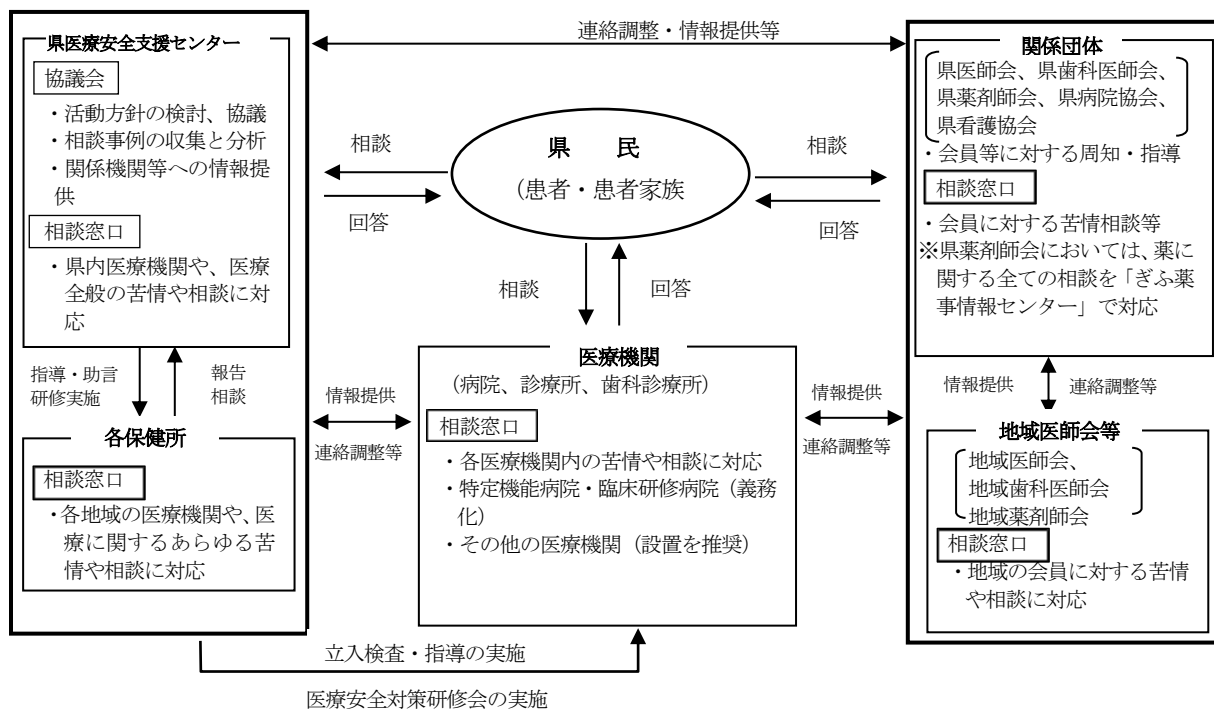 連絡調整・情報提供等
県医療安全支援センター
協議会
・活動方針の検討、協議
・相談事例の収集と分析
・関係機関等への情報提
供
相談窓口
・県内医療機関や、医療
全般の苦情や相談に対
応
指導・助言
研修実施
報告
相談
各保健所
相談窓口
・各地域の医療機関や、医
療に関するあらゆる苦
情や相談に対応
相談
回答
県　民
(患者・患者家族
相談
回答
相談
回答
医療機関
(病院、診療所、歯科診療所)
相談窓口
・各医療機関内の苦情や相談に対応
・特定機能病院・臨床研修病院（義務
化）
・その他の医療機関（設置を推奨）
情報提供
連絡調整等
情報提供
連絡調整等
関係団体
県医師会、県歯科医師会、
県薬剤師会、県病院協会、
県看護協会
・会員等に対する周知・指導
相談窓口
・会員に対する苦情相談等
※県薬剤師会においては、薬に
関する全ての相談を「ぎふ薬
事情報センター」で対応
情報提供
連絡調整等
地域医師会等
地域医師会、
地域歯科医師会
地域薬剤師会
相談窓口
・地域の会員に対する苦情
や相談に対応
立入検査・指導の実施
医療安全対策研修会の実施